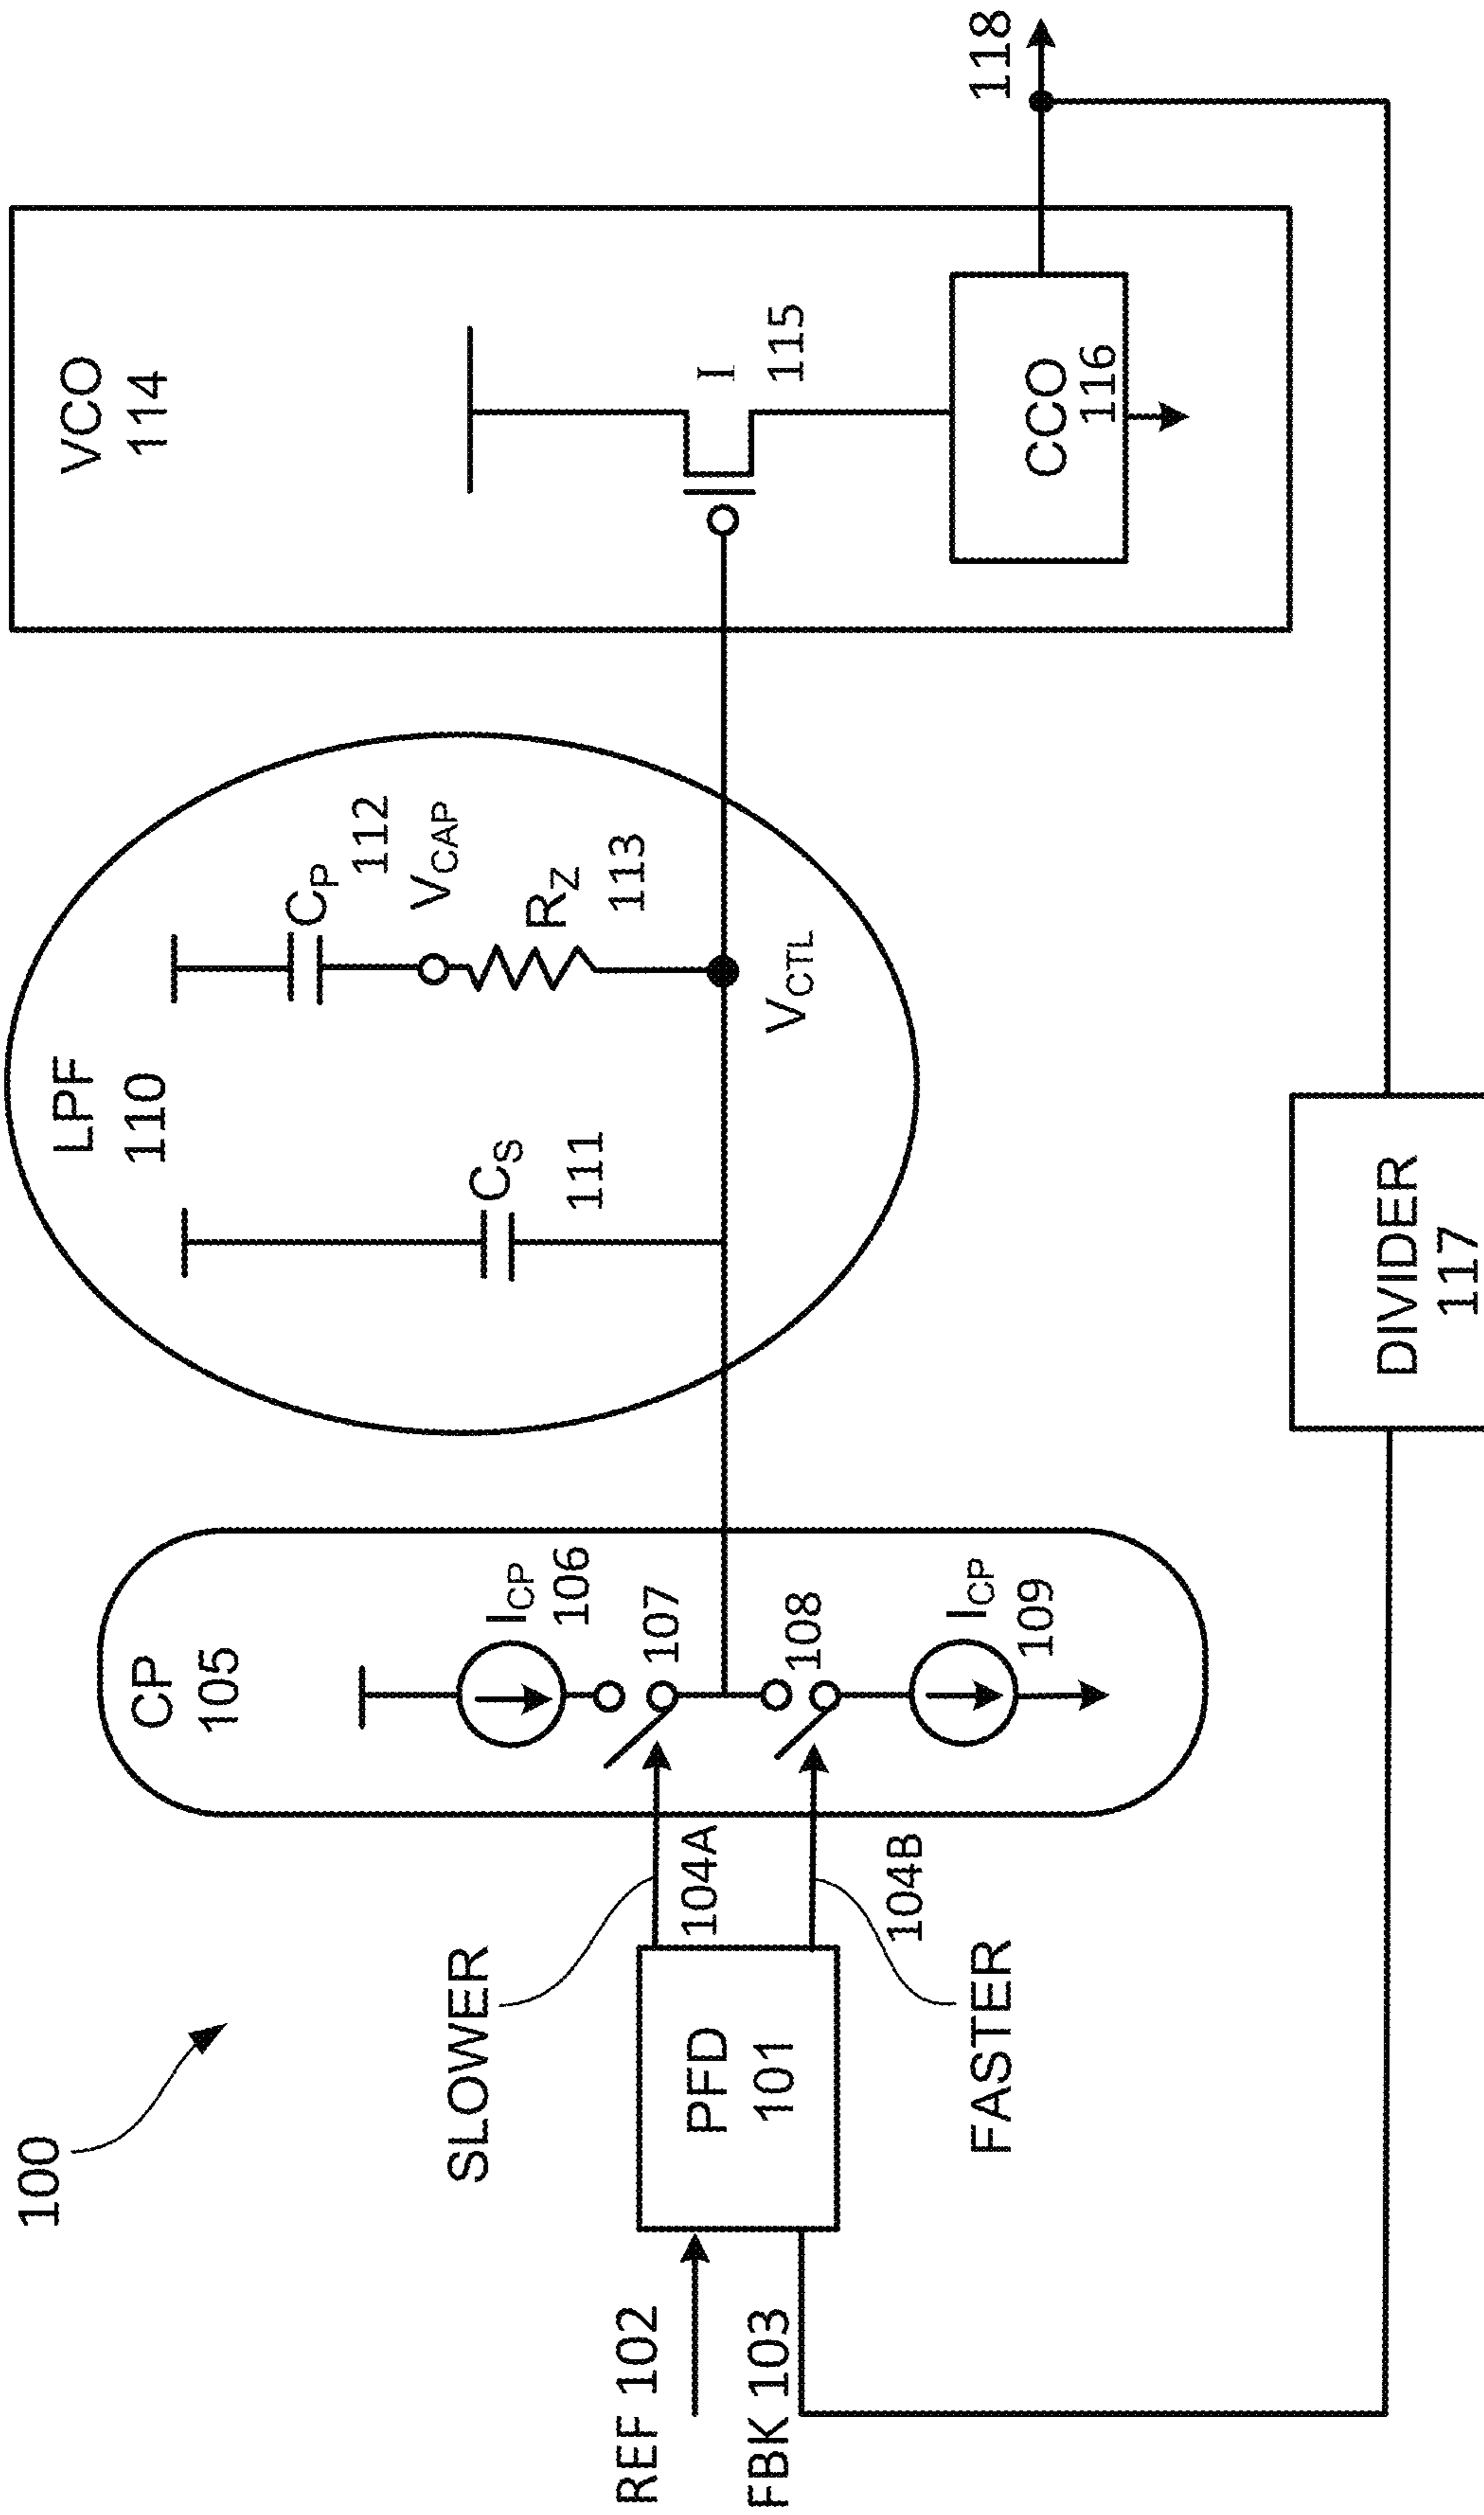 100
REF 102
FBK 103
PFD
101
SLOWER
104A
104B
FASTER
CP
105
I_CP
106
107
108
I_CP
109
LPF
110
C_S
111
C_P
112
V_CAP
R_Z
113
V_CTL
VCO
114
I
115
CCO
116
118
DIVIDER
117